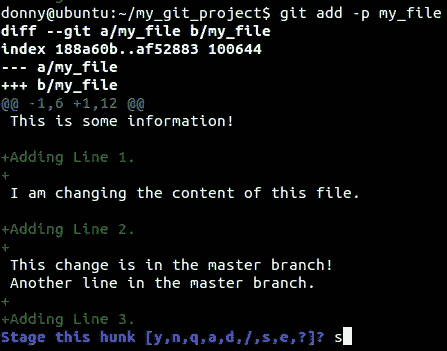 donny@ubuntu:~/my_git_project$ git add -p my_file
diff --git a/my_file b/my_file
index 188a60b..af52883 100644
--- a/my_file
+++ b/my_file
@@ -1,6 +1,12 @@
 This is some information!

+Adding Line 1.
+
 I am changing the content of this file.

+Adding Line 2.
+
 This change is in the master branch!
 Another line in the master branch.
+
+Adding Line 3.
Stage this hunk [y,n,q,a,d,/,s,e,?]? s